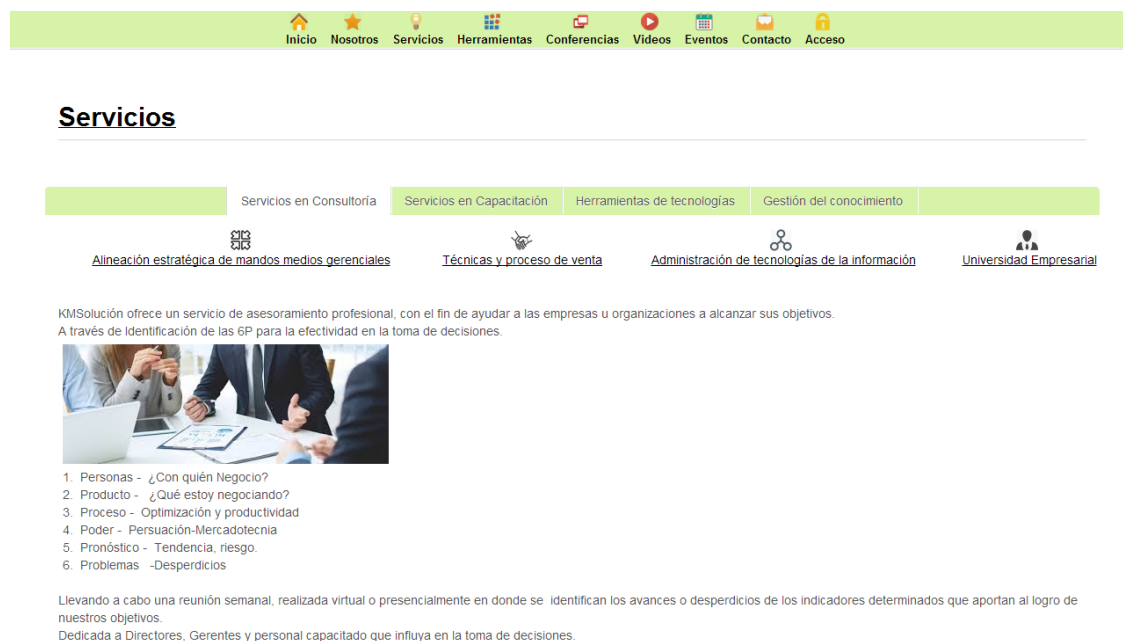 Inicio Nosotros Servicios Herramientas Conferencias Videos Eventos Contacto Acceso
Servicios
Servicios en Consultoría Servicios en Capacitación Herramientas de tecnologías Gestión del conocimiento
Alineación estratégica de mandos medios gerenciales Técnicas y proceso de venta Administración de tecnologías de la información Universidad Empresarial
KMSolución ofrece un servicio de asesoramiento profesional, con el fin de ayudar a las empresas u organizaciones a alcanzar sus objetivos.
A través de Identificación de las 6P para la efectividad en la toma de decisiones.
1. Personas - ¿Con quién Negocio?
2. Producto - ¿Qué estoy negociando?
3. Proceso - Optimización y productividad
4. Poder - Persuación-Mercadotecnia
5. Pronóstico - Tendencia, riesgo.
6. Problemas -Desperdicios
Llevando a cabo una reunión semanal, realizada virtual o presencialmente en donde se identifican los avances o desperdicios de los indicadores determinados que aportan al logro de
nuestros objetivos.
Dedicada a Directores, Gerentes y personal capacitado que influya en la toma de decisiones.